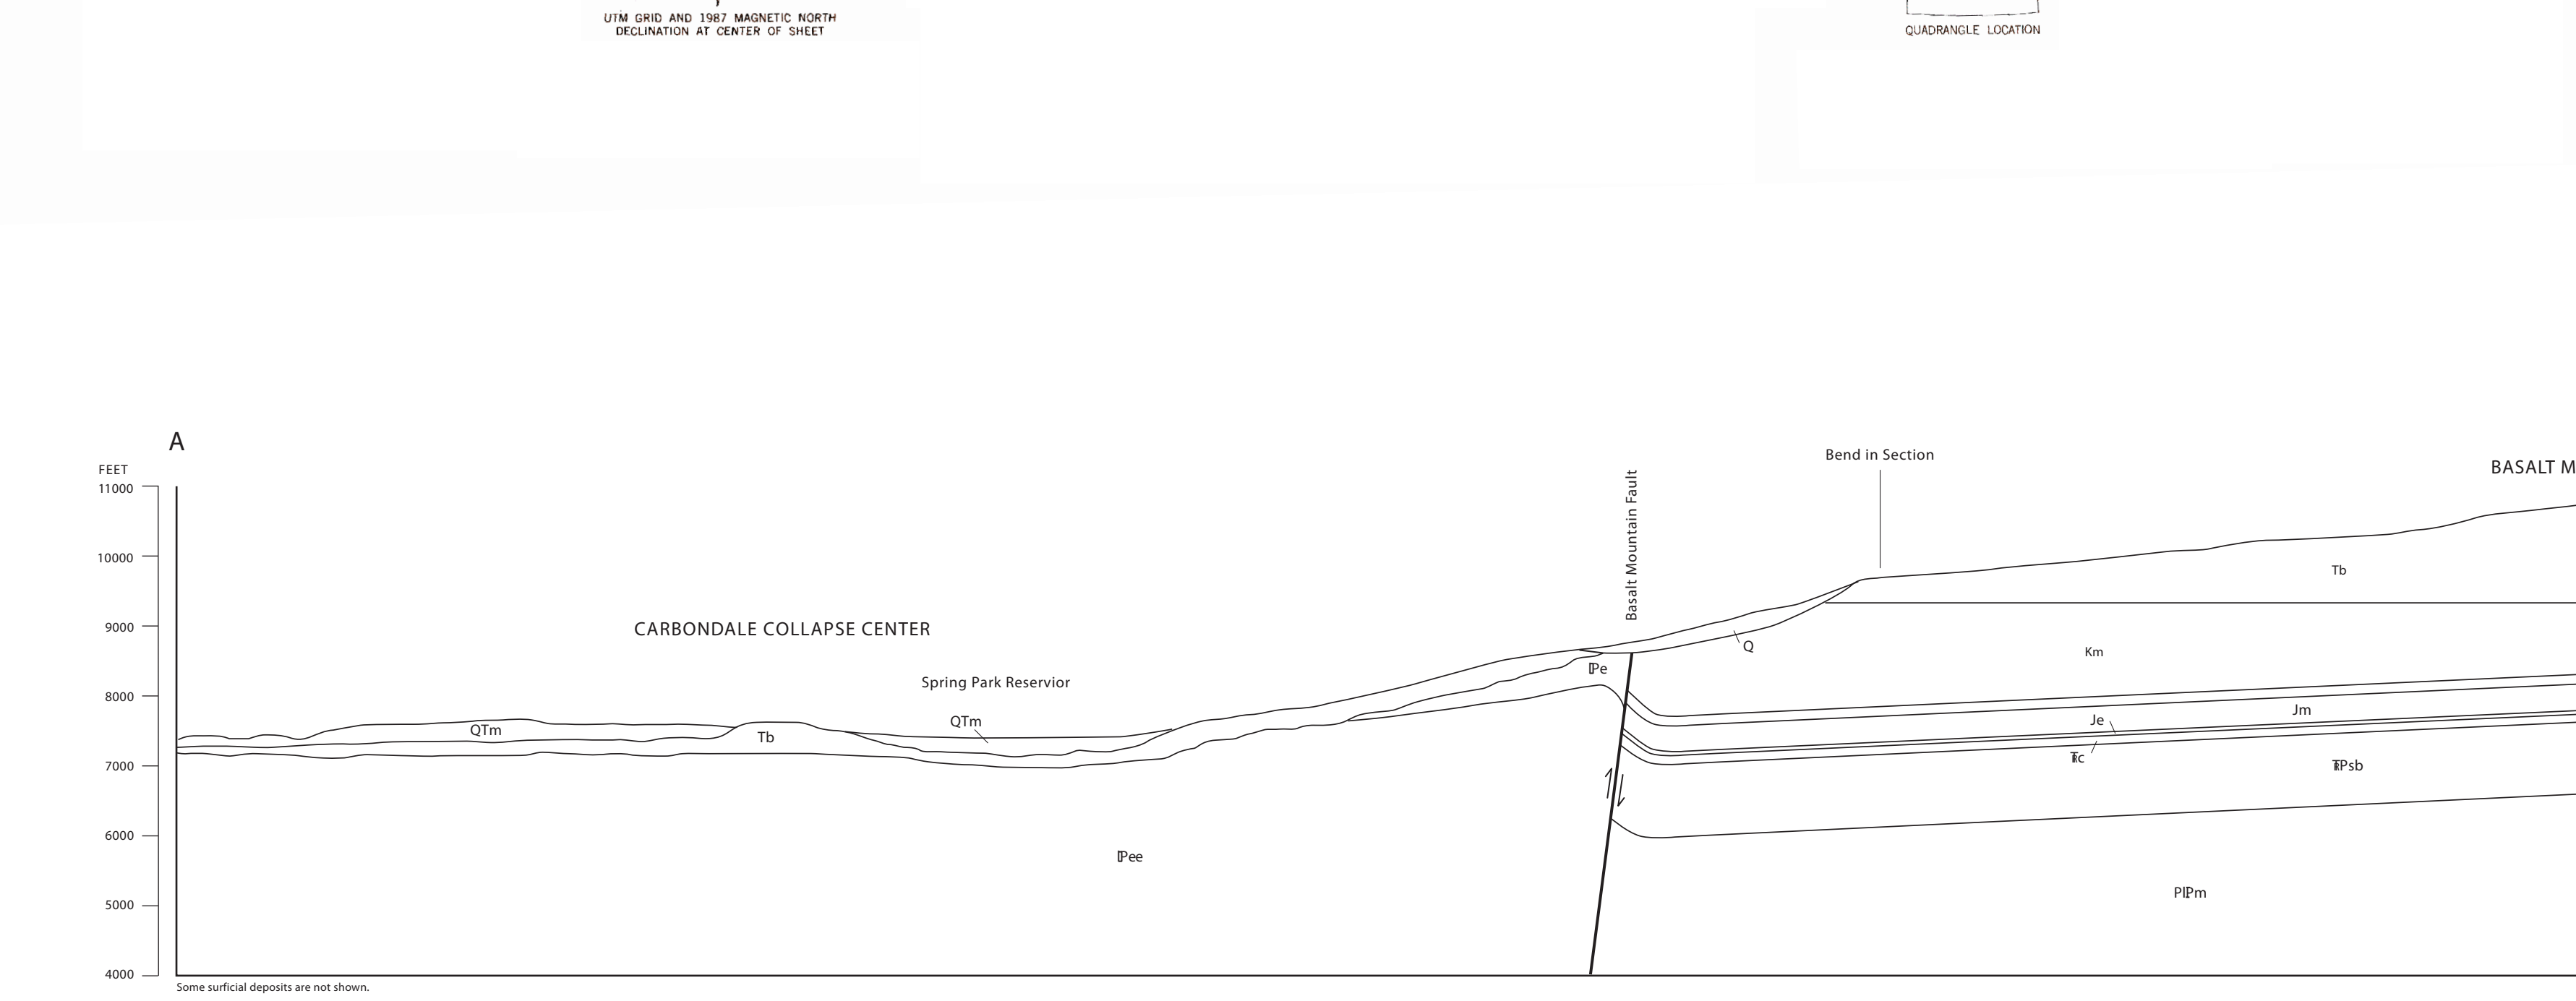 UTM GRID AND 1987 MAGNETIC NORTH
DECLINATION AT CENTER OF SHEET
QUADRANGLE LOCATION
A
FEET
11000
10000
9000
8000
7000
6000
5000
4000
Bend in Section
BASALT M
Basalt Mountain Fault
CARBONDALE COLLAPSE CENTER
Spring Park Reservior
QTm
QTm
Tb
Tb
Q
Km
Pe
Jm
Je
Tc
TPsb
Pee
PPm
Some surficial deposits are not shown.